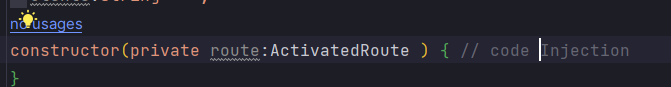 no usages
constructor(private route:ActivatedRoute ) { // code Injection
}